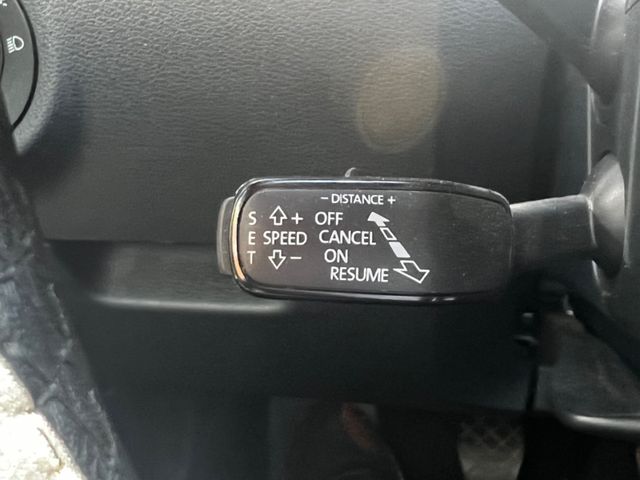 - DISTANCE +
S + OFF
E SPEED CANCEL
T - ON
RESUME